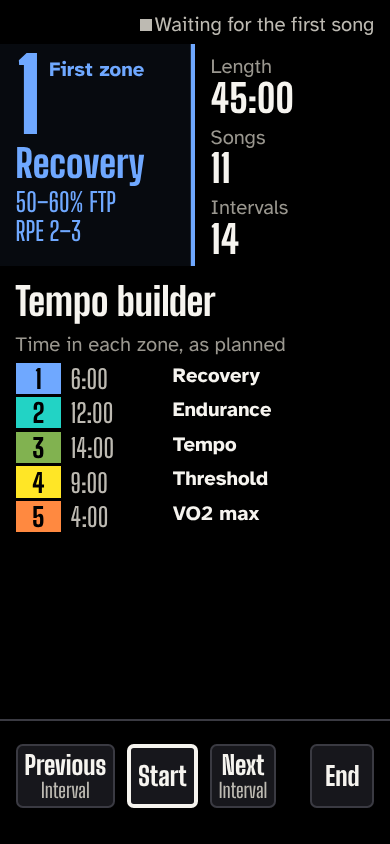 Waiting for the first song
1 First zone
Recovery
50–60% FTP
RPE 2–3
Length
45:00
Songs
11
Intervals
14
Tempo builder
Time in each zone, as planned
1 6:00 Recovery
2 12:00 Endurance
3 14:00 Tempo
4 9:00 Threshold
5 4:00 VO2 max
Previous
Interval
Start
Next
Interval
End